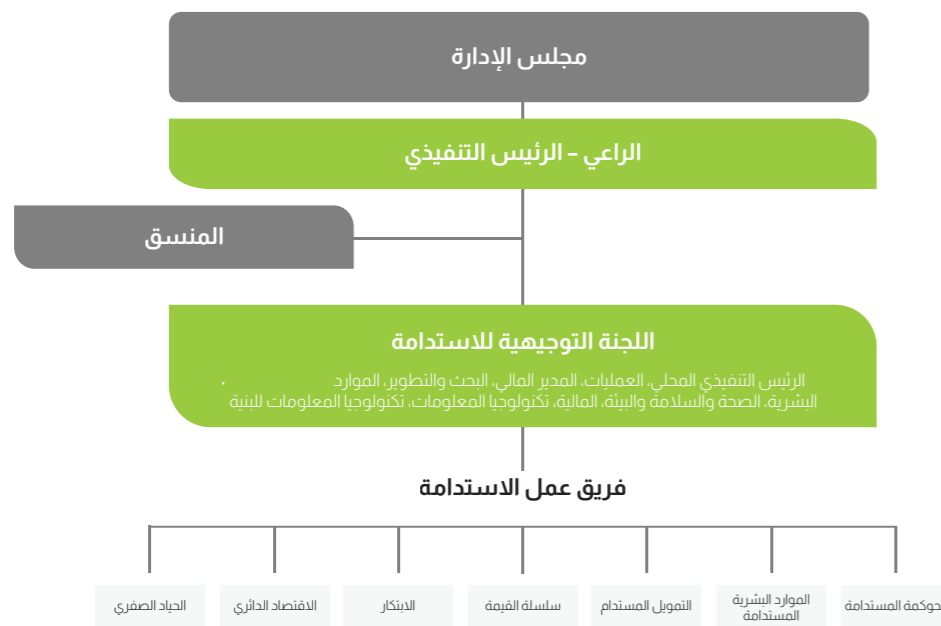 مجلس الإدارة
الراعي – الرئيس التنفيذي
المنسق
اللجنة التوجيهية للاستدامة
الرئيس التنفيذي المحلي، العمليات، المدير المالي، البحث والتطوير، الموارد .
البشرية، الصحة والسلامة والبيئة، المالية، تكنولوجيا المعلومات، تكنولوجيا المعلومات للبنية
فريق عمل الاستدامة
حوكمة المستدامة
الموارد البشرية
المستدامة
التمويل المستدام
سلسلة القيمة
الابتكار
الاقتصاد الدائري
الحياد الصفري